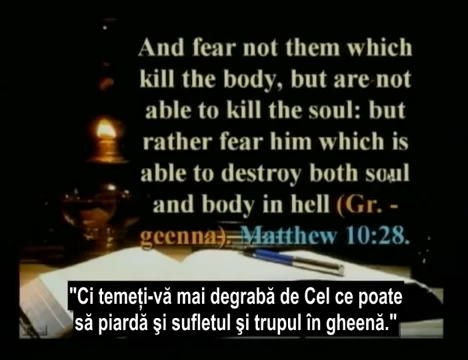 And fear not them which
kill the body, but are not
able to kill the soul: but
rather fear him which is
able to destroy both soul
and body in hell (Gr. -
geenna). Matthew 10:28.
"Ci temeţi-vă mai degrabă de Cel ce poate
să piardă şi sufletul şi trupul în gheenă."